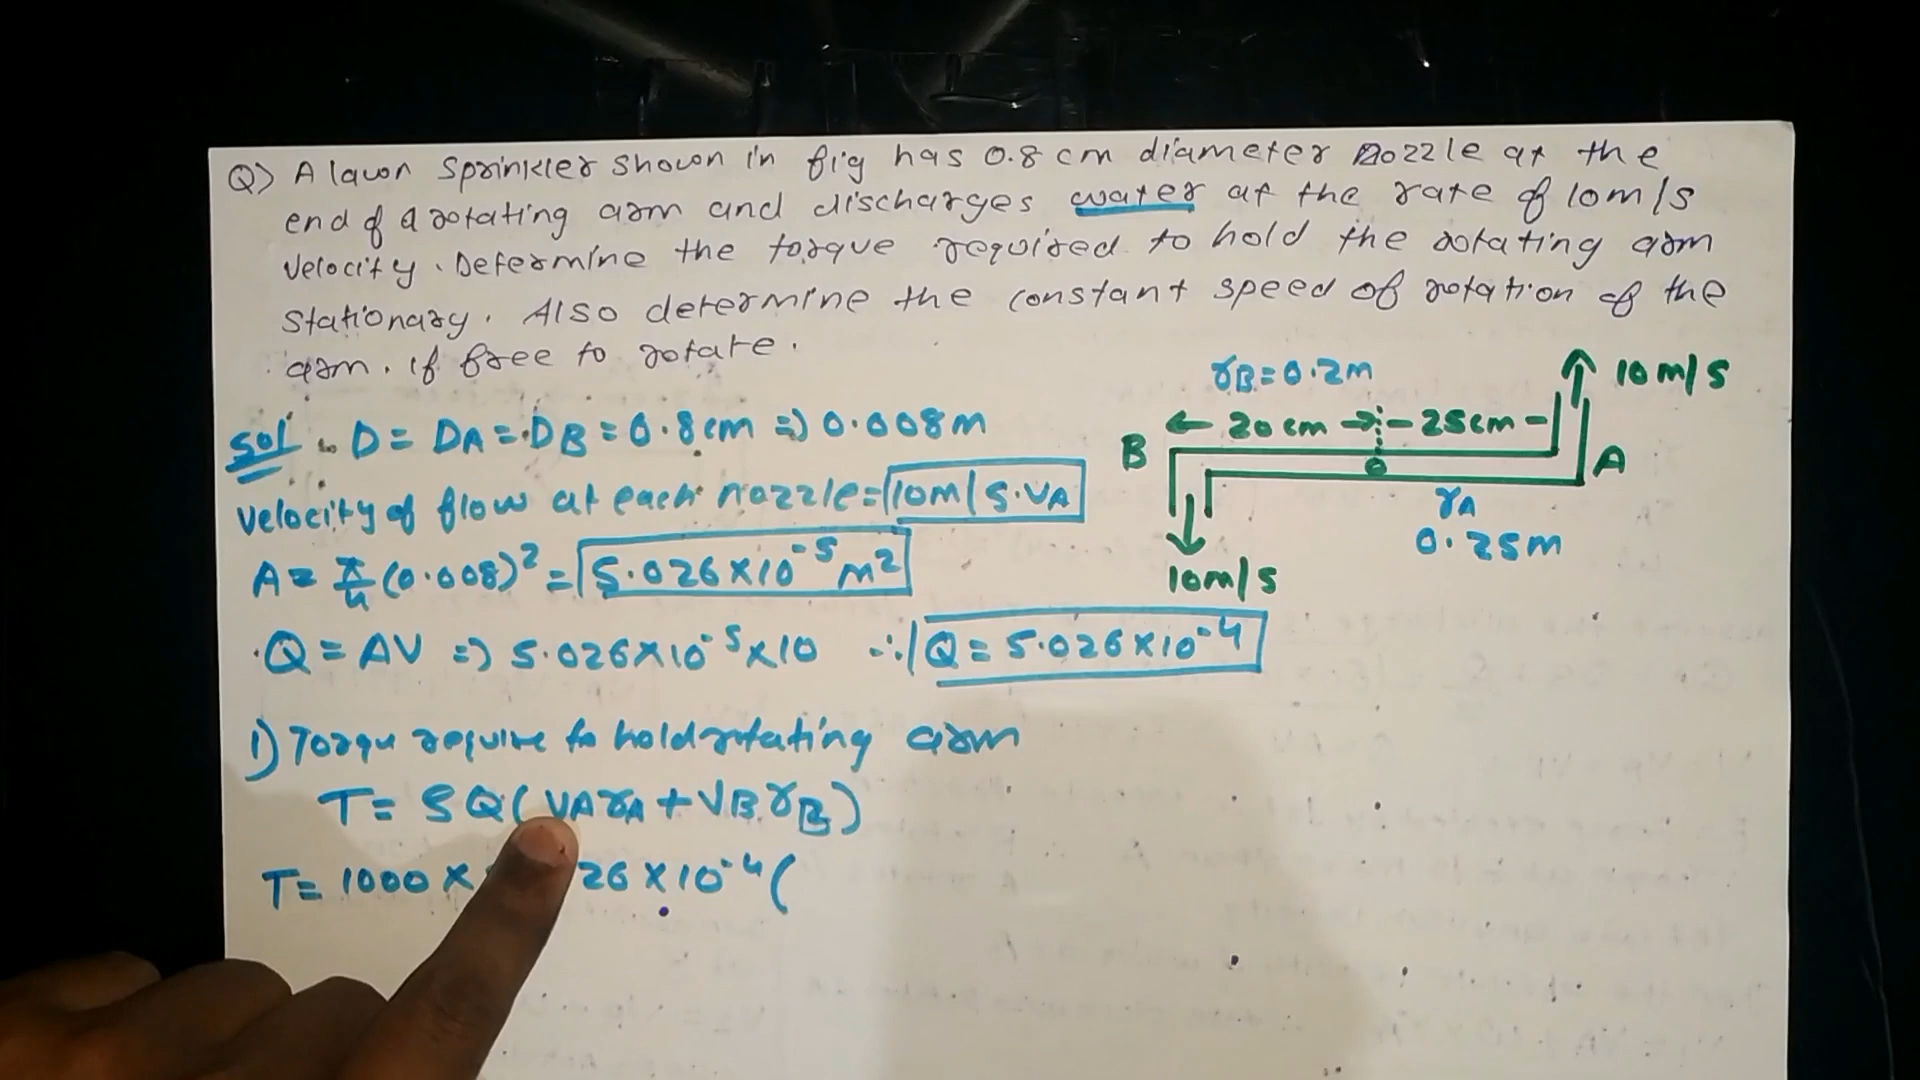 Q) A lawn Sprinkler shown in fig has 0.8 cm diameter nozzle at the
end of a rotating arm and discharges water at the rate of 10m/s
velocity. Determine the torque required to hold the rotating arm
Stationary. Also determine the constant speed of rotation of the
arm. if free to rotate.
rB=0.2m
10m/s
20 cm 25cm
B
O
A
rA
0.25m
10m/s
Sol D = DA = DB = 0.8cm => 0.008m
velocity of flow at each nozzle = 10m/s.VA
A = π/4 (0.008)² = 5.026×10⁻⁵ m²
Q = AV => 5.026×10⁻⁵×10 ∴ Q = 5.026×10⁻⁴
1) Torqu require to hold rotating arm
T = ρQ(VArA + VBrB)
T = 1000 × 26×10⁻⁴(